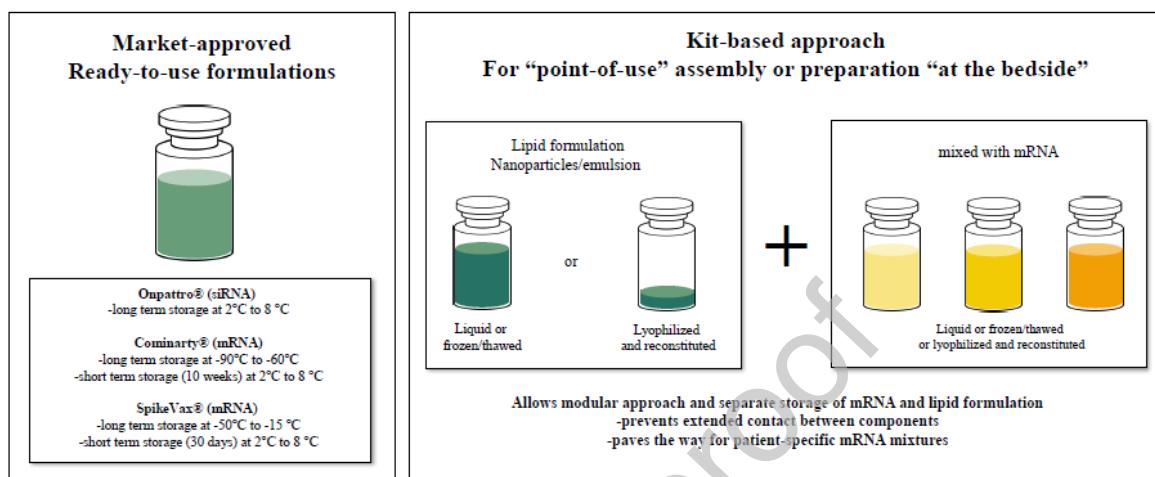 Market-approved
Ready-to-use formulations
Onpattro® (siRNA)
-long term storage at 2°C to 8 °C
Cominarty® (mRNA)
-long term storage at -90°C to -60°C
-short term storage (10 weeks) at 2°C to 8 °C
SpikeVax® (mRNA)
-long term storage at -50°C to -15 °C
-short term storage (30 days) at 2°C to 8 °C
Kit-based approach
For “point-of-use” assembly or preparation “at the bedside”
Lipid formulation
Nanoparticles/emulsion
or
Liquid or
frozen/thawed
Lyophilized
and reconstituted
+
mixed with mRNA
Liquid or frozen/thawed
or lyophilized and reconstituted
Allows modular approach and separate storage of mRNA and lipid formulation
-prevents extended contact between components
-paves the way for patient-specific mRNA mixtures
proof